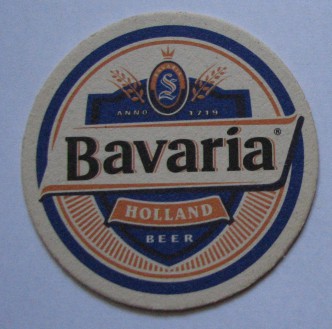 S
ANNO 1719
Bavaria®
HOLLAND
BEER